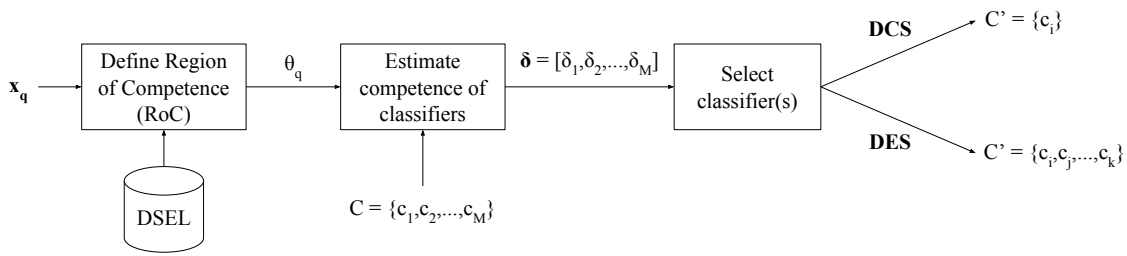 x_q
Define Region
of Competence
(RoC)
θ_q
Estimate
competence of
classifiers
δ = [δ_1,δ_2,...,δ_M]
Select
classifier(s)
DCS
C' = {c_i}
DES
C' = {c_i,c_j,...,c_k}
DSEL
C = {c_1,c_2,...,c_M}